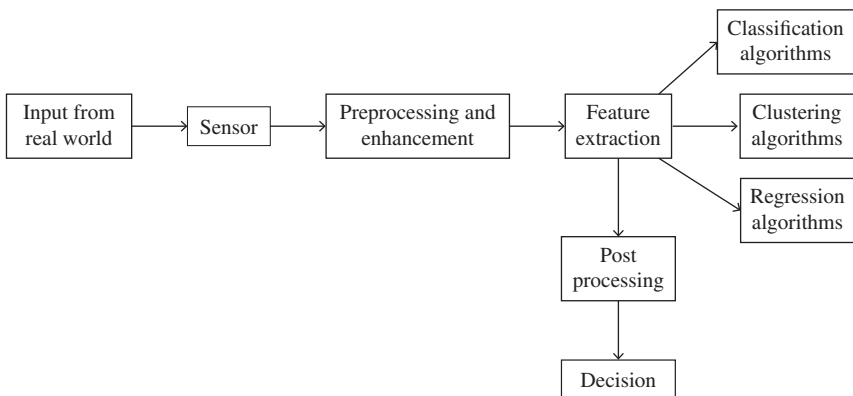 Classification
algorithms
Input from
real world
Sensor
Preprocessing and
enhancement
Feature
extraction
Clustering
algorithms
Regression
algorithms
Post
processing
Decision